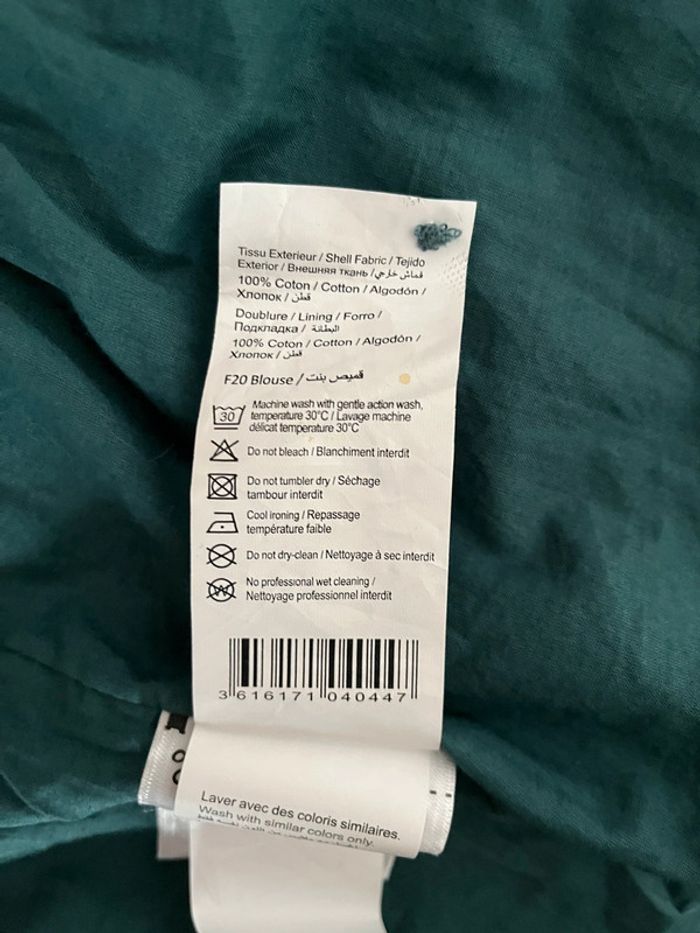 Tissu Exterieur / Shell Fabric / Tejido
Exterior / Внешняя ткань / قماش خارجي
100% Coton / Cotton / Algodón /
Хлопок / قطن
Doublure / Lining / Forro /
Подкладка / البطانة
100% Coton / Cotton / Algodón /
Хлопок / قطن
F20 Blouse / قميص بنت
30
Machine wash with gentle action wash,
temperature 30°C / Lavage machine
délicat temperature 30°C
Do not bleach / Blanchiment interdit
Do not tumbler dry / Séchage
tambour interdit
Cool ironing / Repassage
température faible
Do not dry-clean / Nettoyage à sec interdit
W
No professional wet cleaning /
Nettoyage professionnel interdit
3 616171 040447
Laver avec des coloris similaires.
Wash with similar colors only.